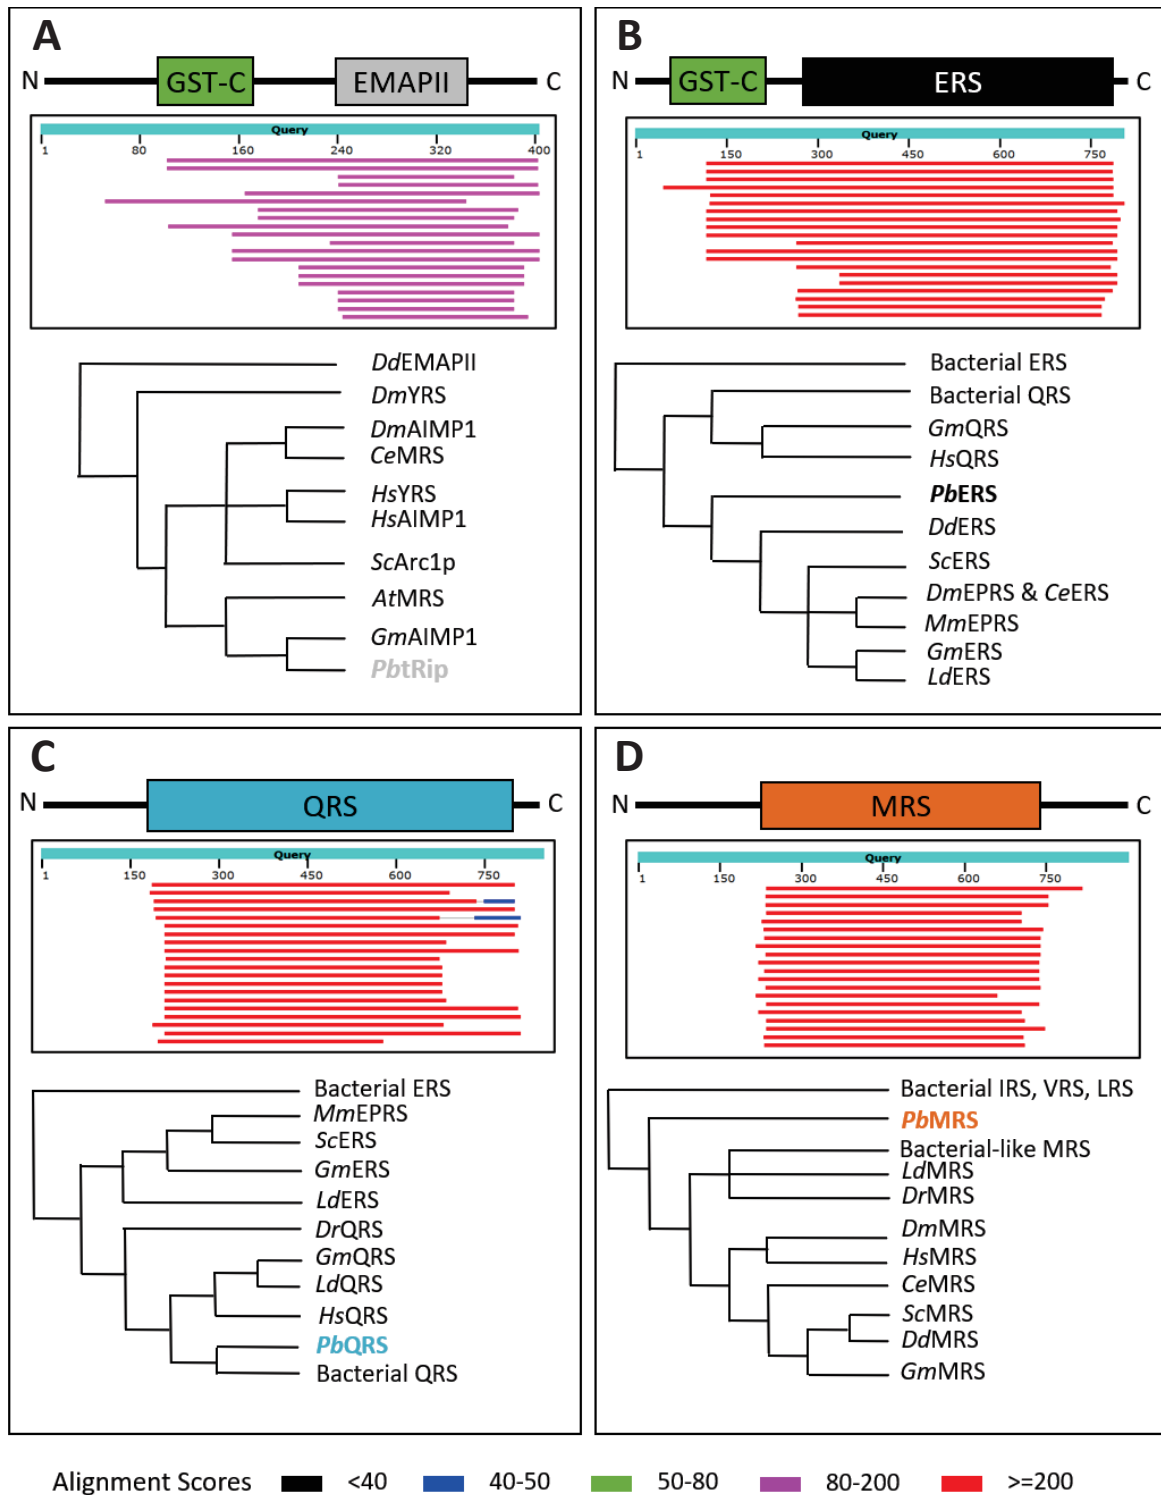 A
N GST-C EMAPII C
Query
1 80 160 240 320 400
DdEMAPII
DmYRS
DmAIMP1
CeMRS
HsYRS
HsAIMP1
ScArc1p
AtMRS
GmAIMP1
PbtRip
B
N GST-C ERS C
Query
1 150 300 450 600 750
Bacterial ERS
Bacterial QRS
GmQRS
HsQRS
PbERS
DdERS
ScERS
DmEPRS & CeERS
MmEPRS
GmERS
LdERS
C
N QRS C
Query
1 150 300 450 600 750
Bacterial ERS
MmEPRS
ScERS
GmERS
LdERS
DrQRS
GmQRS
LdQRS
HsQRS
PbQRS
Bacterial QRS
D
N MRS C
Query
1 150 300 450 600 750
Bacterial IRS, VRS, LRS
PbMRS
Bacterial-like MRS
LdMRS
DrMRS
DmMRS
HsMRS
CeMRS
ScMRS
DdMRS
GmMRS
Alignment Scores <40 40-50 50-80 80-200 >=200